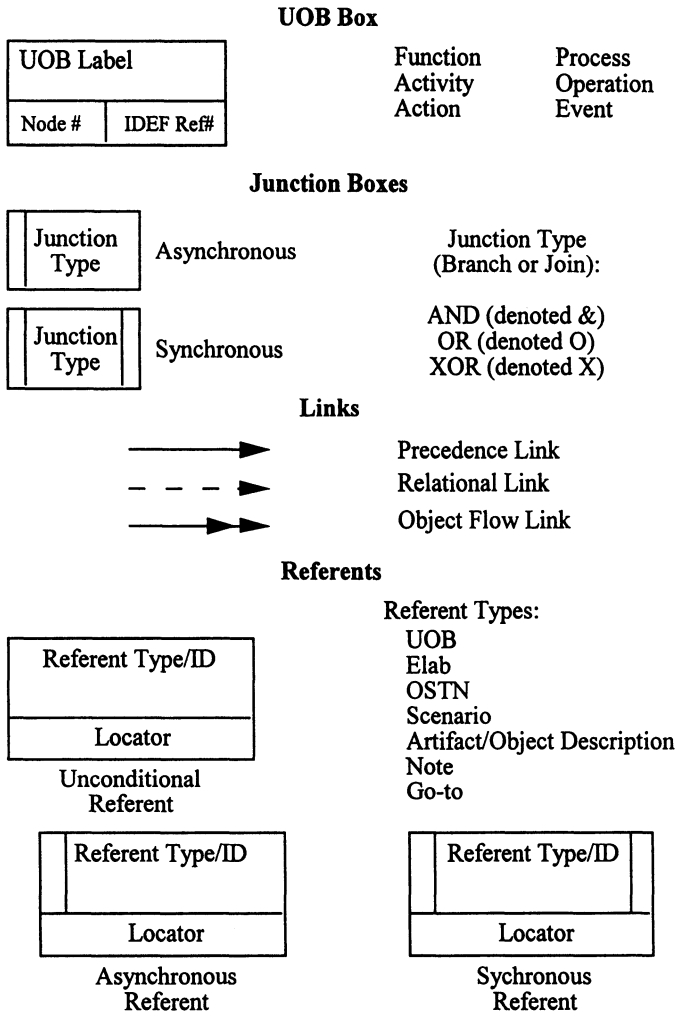 UOB Box
UOB Label
Node #
IDEF Ref#
Function
Process
Activity
Operation
Action
Event
Junction Boxes
Junction
Type
Asynchronous
Junction
Type
Synchronous
Junction Type
(Branch or Join):
AND (denoted &)
OR (denoted O)
XOR (denoted X)
Links
Precedence Link
Relational Link
Object Flow Link
Referents
Referent Type/ID
Locator
Unconditional
Referent
Referent Types:
UOB
Elab
OSTN
Scenario
Artifact/Object Description
Note
Go-to
Referent Type/ID
Locator
Asynchronous
Referent
Referent Type/ID
Locator
Sychronous
Referent